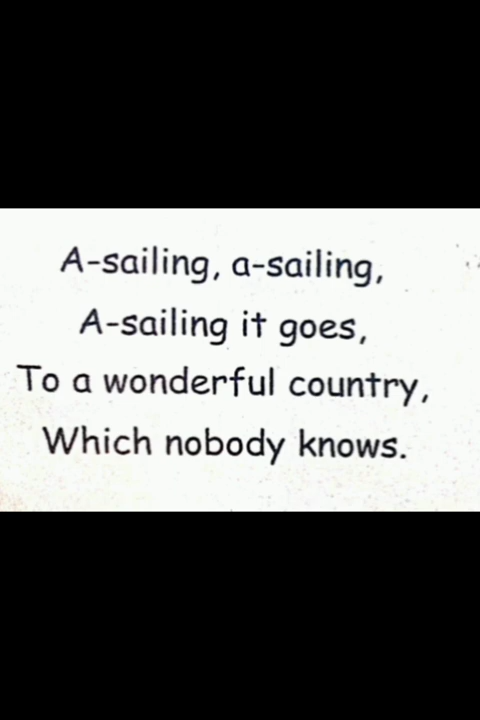 A-sailing, a-sailing,
A-sailing it goes,
To a wonderful country,
Which nobody knows.